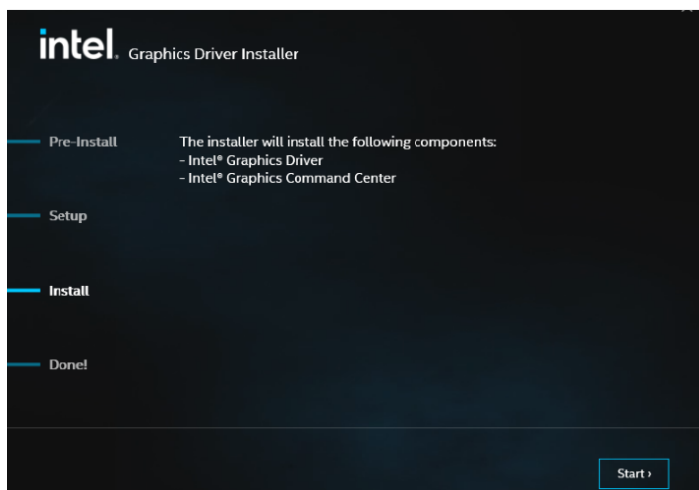 intel. Graphics Driver Installer
Pre-Install
The installer will install the following components:
- Intel® Graphics Driver
- Intel® Graphics Command Center
Setup
Install
Done!
Start ›